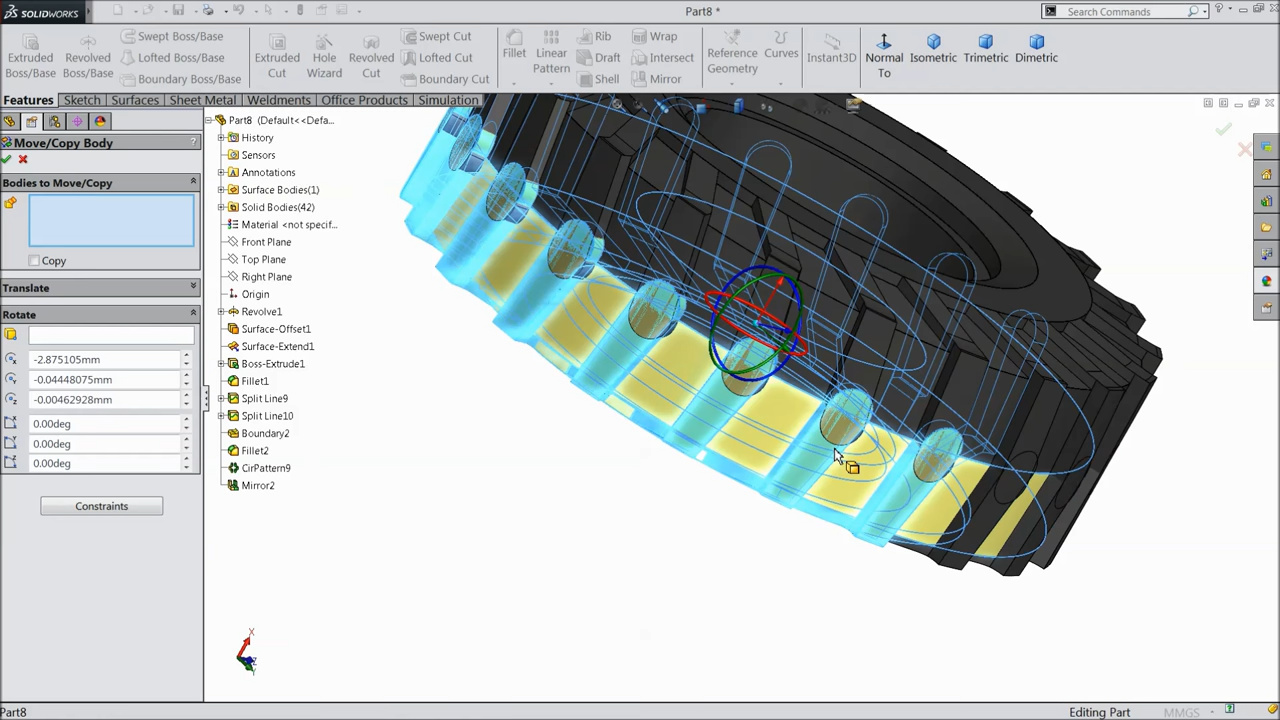 SOLIDWORKS
Part8 *
Search Commands
Extruded Boss/Base
Revolved Boss/Base
Swept Boss/Base
Lofted Boss/Base
Boundary Boss/Base
Extruded Cut
Hole Wizard
Revolved Cut
Swept Cut
Lofted Cut
Boundary Cut
Fillet
Linear Pattern
Rib
Draft
Shell
Wrap
Intersect
Mirror
Reference Geometry
Curves
Instant3D
Normal To
Isometric
Trimetric
Dimetric
Features
Sketch
Surfaces
Sheet Metal
Weldments
Office Products
Simulation
Move/Copy Body
?
Bodies to Move/Copy
Copy
Translate
Rotate
-2.875105mm
-0.04448075mm
-0.00462928mm
0.00deg
0.00deg
0.00deg
Constraints
Part8 (Default<<Defa...
History
Sensors
Annotations
Surface Bodies(1)
Solid Bodies(42)
Material <not specif...
Front Plane
Top Plane
Right Plane
Origin
Revolve1
Surface-Offset1
Surface-Extend1
Boss-Extrude1
Fillet1
Split Line9
Split Line10
Boundary2
Fillet2
CirPattern9
Mirror2
X
Part8
Editing Part
MMGS